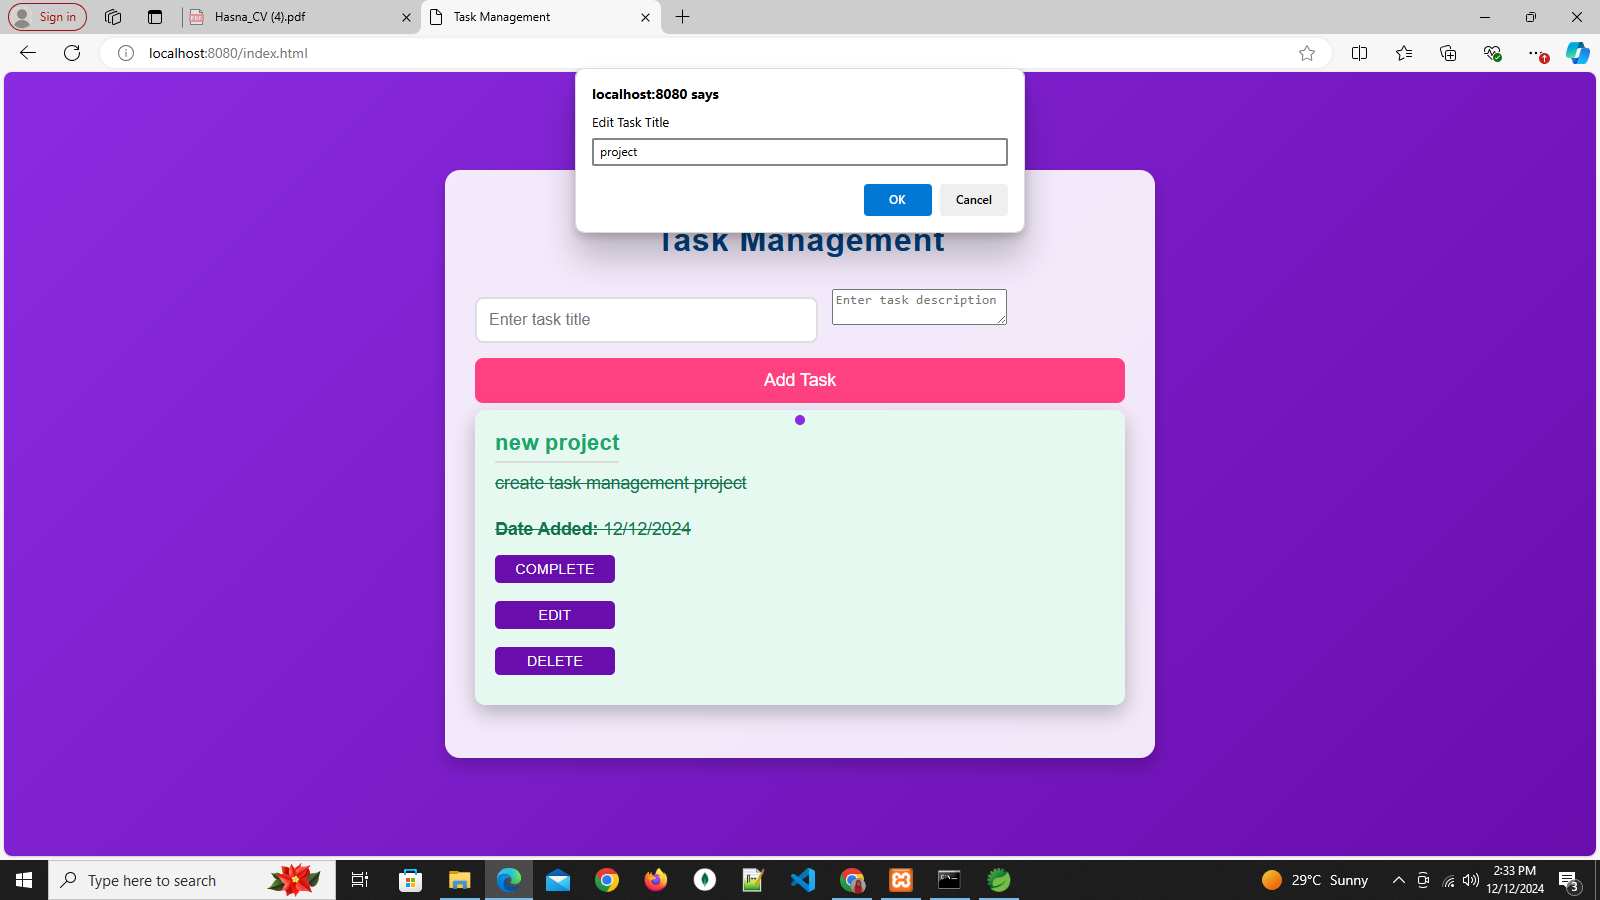 Sign in
Hasna_CV (4).pdf
Task Management
localhost:8080/index.html
localhost:8080 says
Edit Task Title
project
OK
Cancel
Task Management
Enter task title
Enter task description
Add Task
new project
create task management project
Date Added: 12/12/2024
COMPLETE
EDIT
DELETE
Type here to search
29°C Sunny
2:33 PM
12/12/2024
3